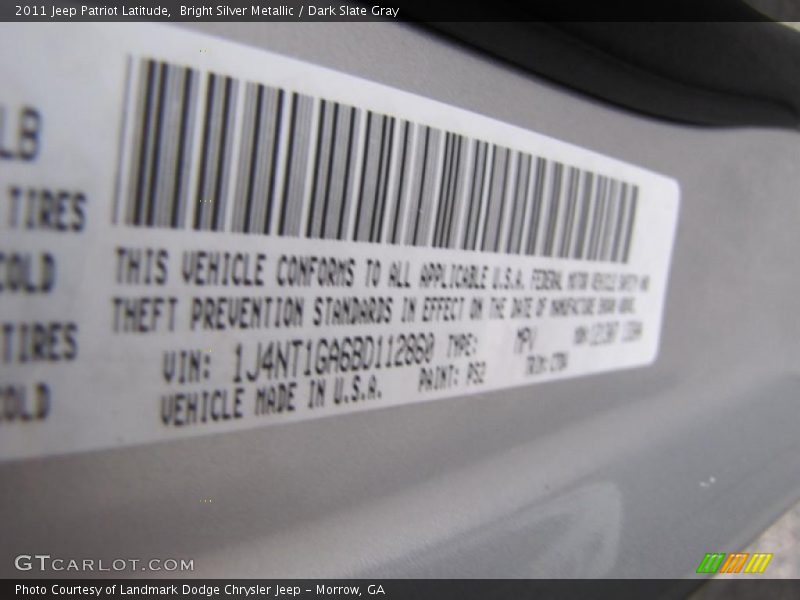 2011 Jeep Patriot Latitude,  Bright Silver Metallic / Dark Slate Gray
LB
TIRES
COLD
TIRES
COLD
THIS VEHICLE CONFORMS TO ALL APPLICABLE U.S.A. FEDERAL MOTOR VEHICLE SAFETY AND
THEFT PREVENTION STANDARDS IN EFFECT ON THE DATE OF MANUFACTURE SHOWN ABOVE.
VIN: 1J4NT1GA6BD112860 TYPE: MPV
VEHICLE MADE IN U.S.A. PAINT: PS2 TRIM:
GTCARLOT.COM
Photo Courtesy of Landmark Dodge Chrysler Jeep - Morrow, GA